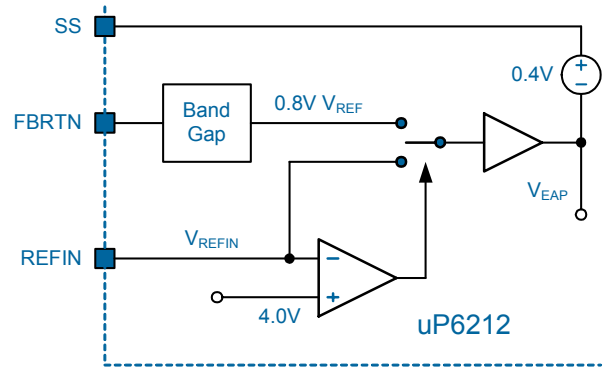 SS
0.4V
+
−
FBRTN
Band
Gap
0.8V VREF
VEAP
REFIN
VREFIN
−
+
4.0V
uP6212